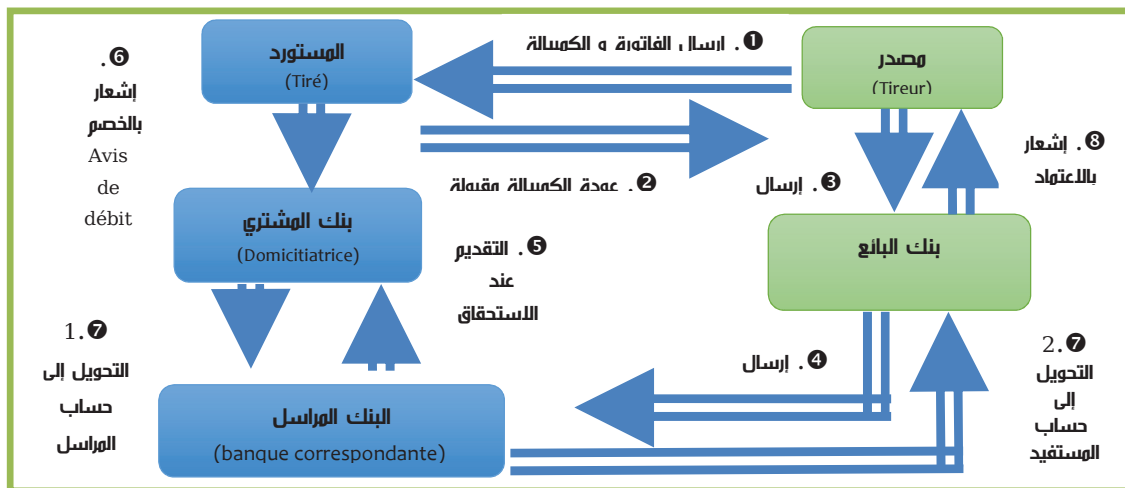 ❶. ارسال الفاتورة و الكمبيالة
المستورد
(Tiré)
مصدر
(Tireur)
❻.
إشعار
بالخصم
Avis
de
débit
❽. إشعار
بالاعتماد
❷. عودة الكمبيالة مقبولة
❸. إرسال
بنك المشتري
(Domicitiatrice)
بنك البائع
❺. التقديم
عند
الاستحقاق
1.❼
التحويل إلى
حساب
المراسل
❹. إرسال
2.❼
التحويل
إلى
حساب
المستفيد
البنك المراسل
(banque correspondante)